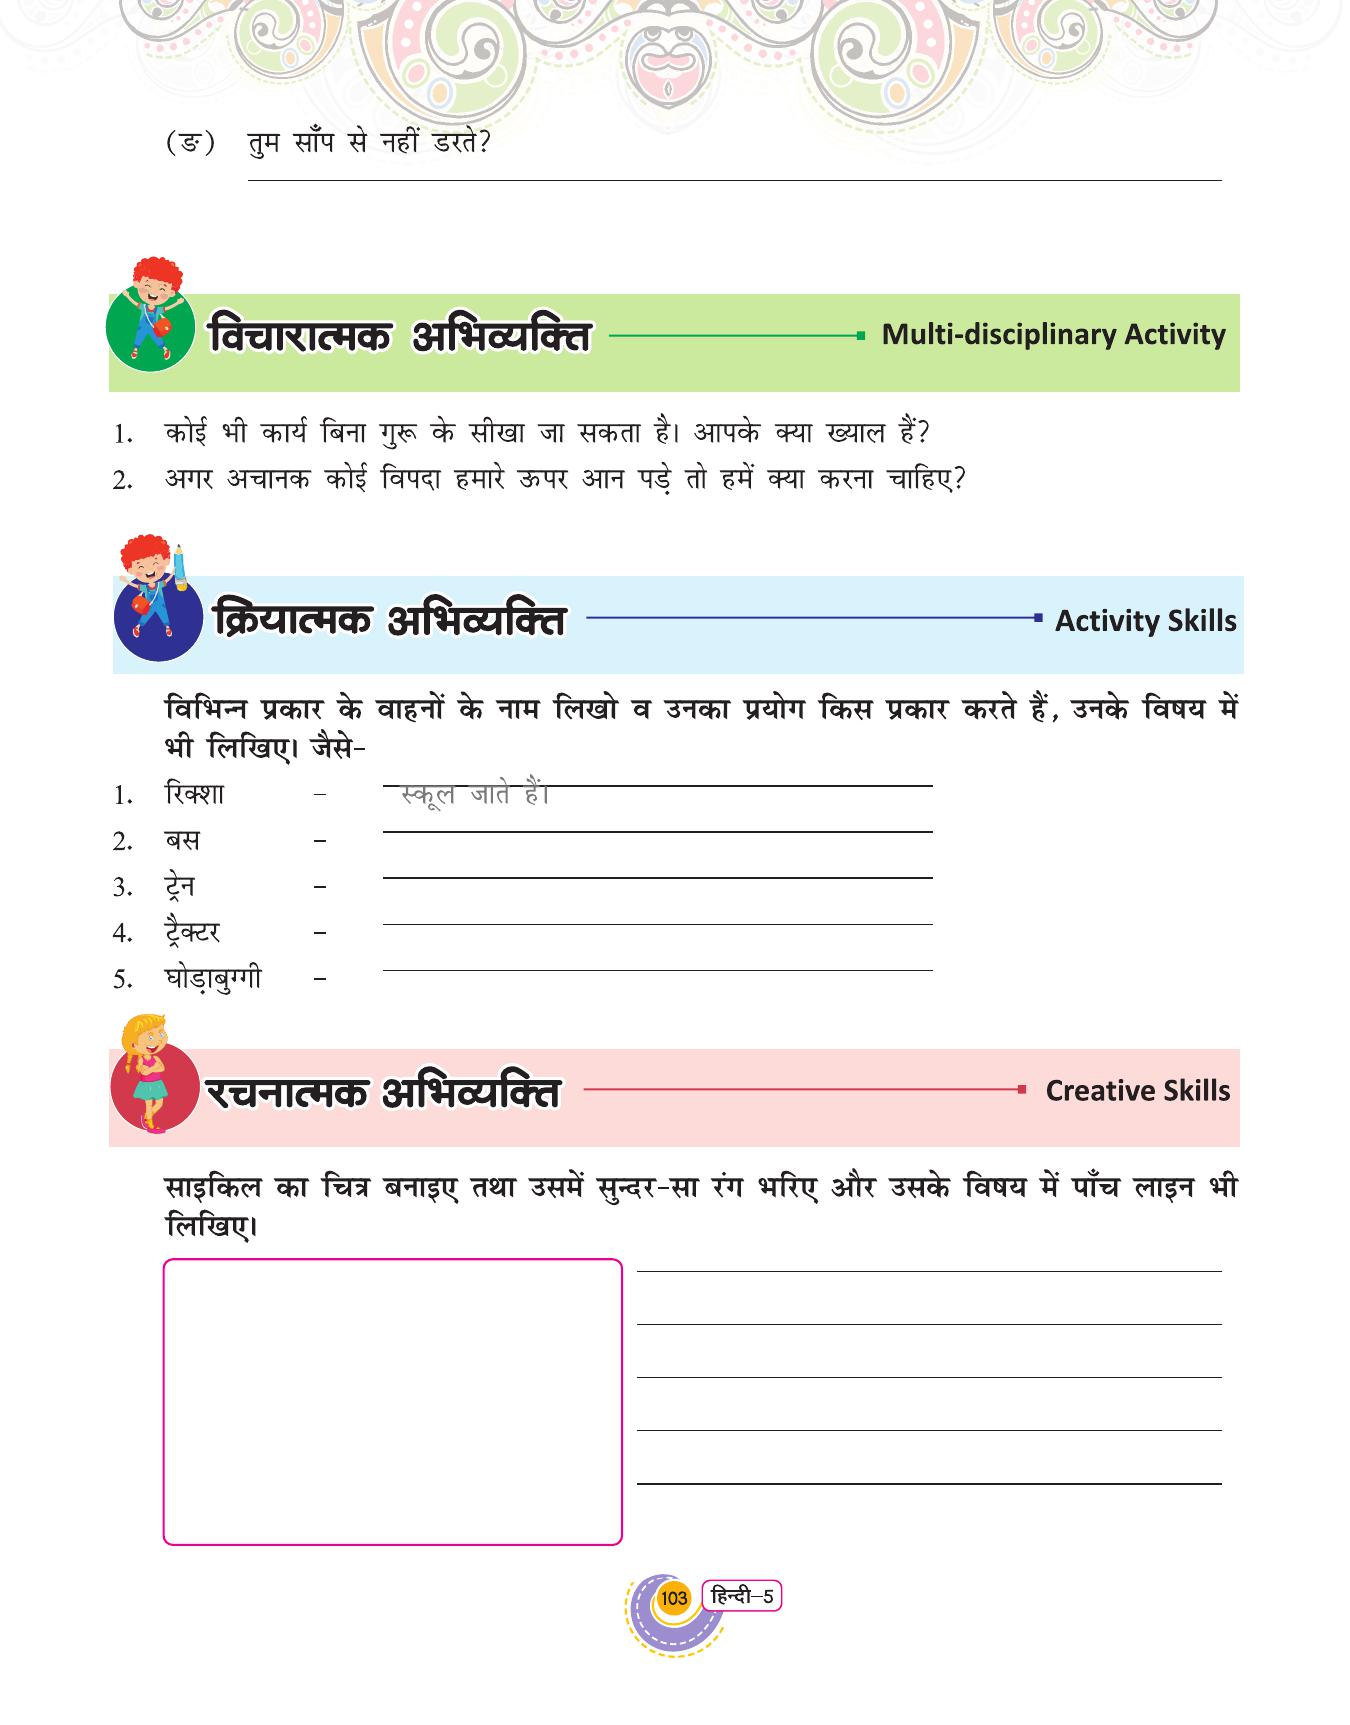 (ङ) तुम साँप से नहीं डरते?
विचारात्मक अभिव्यक्ति Multi-disciplinary Activity
1. कोई भी कार्य बिना गुरू के सीखा जा सकता है। आपके क्या ख्याल हैं?
2. अगर अचानक कोई विपदा हमारे ऊपर आन पड़े तो हमें क्या करना चाहिए?
क्रियात्मक अभिव्यक्ति Activity Skills
विभिन्न प्रकार के वाहनों के नाम लिखो व उनका प्रयोग किस प्रकार करते हैं, उनके विषय में
भी लिखिए। जैसे-
1. रिक्शा - स्कूल जाते हैं।
2. बस -
3. ट्रेन -
4. ट्रैक्टर -
5. घोड़ाबुग्गी -
रचनात्मक अभिव्यक्ति Creative Skills
साइकिल का चित्र बनाइए तथा उसमें सुन्दर-सा रंग भरिए और उसके विषय में पाँच लाइन भी
लिखिए।
103 हिन्दी-5